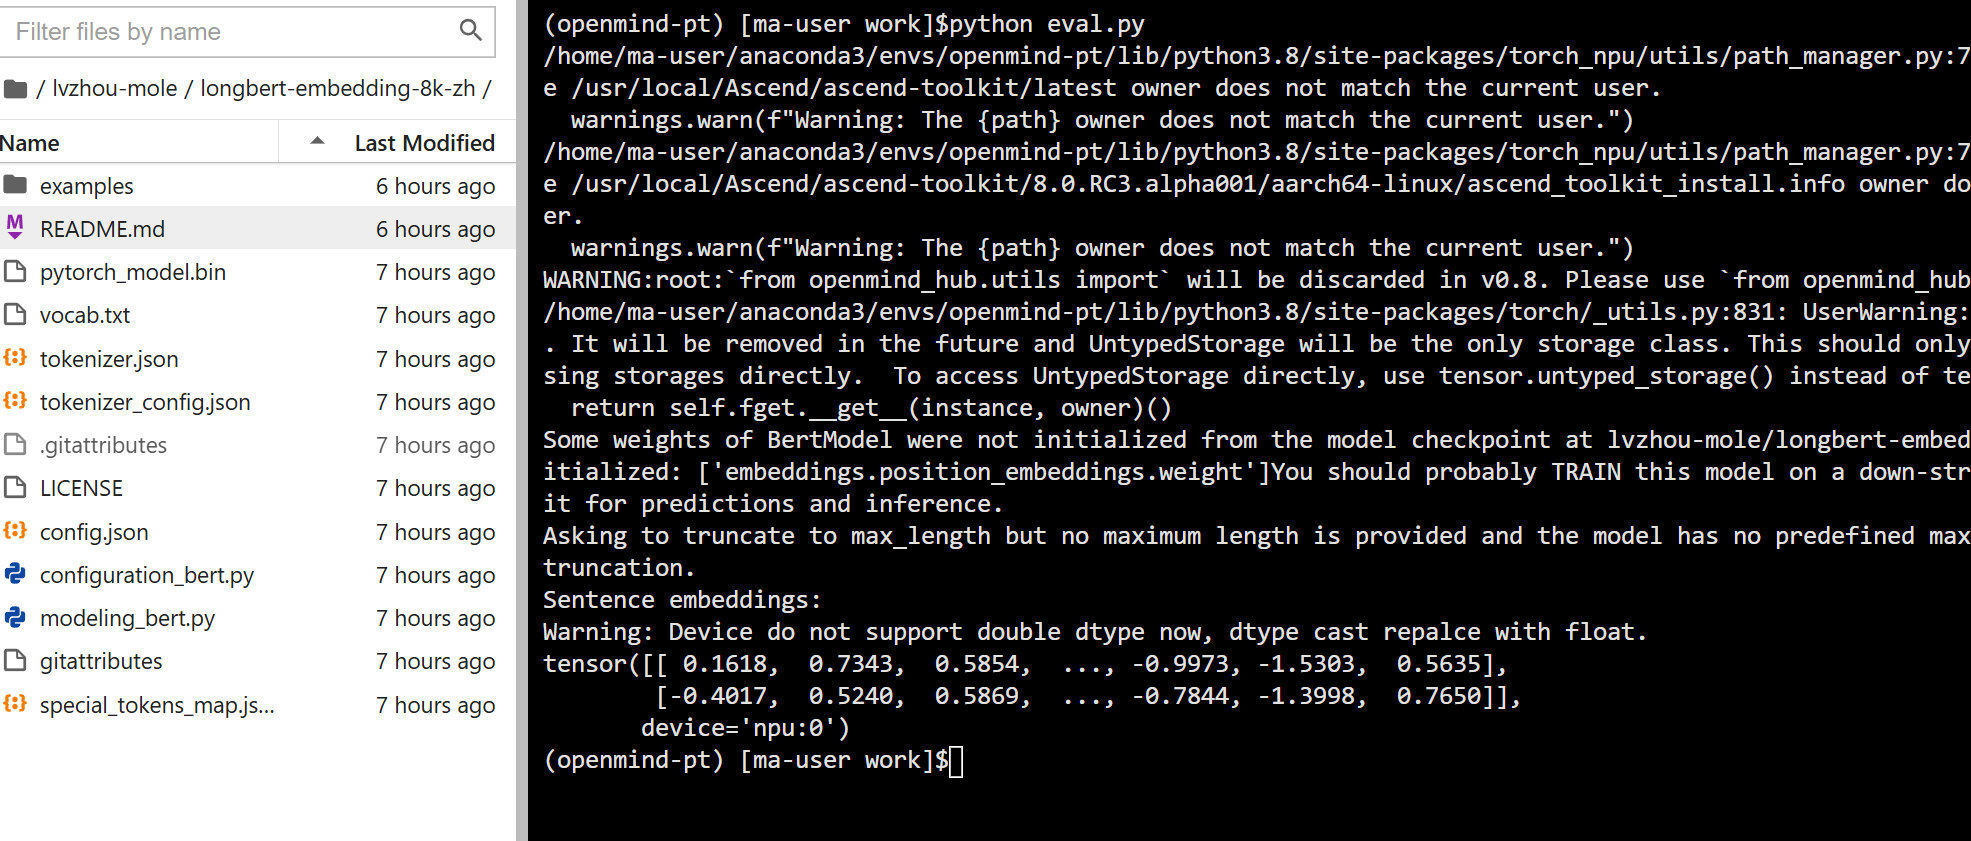 Filter files by name
/ lvzhou-mole / longbert-embedding-8k-zh /
Name Last Modified
examples 6 hours ago
README.md 6 hours ago
pytorch_model.bin 7 hours ago
vocab.txt 7 hours ago
tokenizer.json 7 hours ago
tokenizer_config.json 7 hours ago
.gitattributes 7 hours ago
LICENSE 7 hours ago
config.json 7 hours ago
configuration_bert.py 7 hours ago
modeling_bert.py 7 hours ago
gitattributes 7 hours ago
special_tokens_map.js... 7 hours ago
(openmind-pt) [ma-user work]$python eval.py
/home/ma-user/anaconda3/envs/openmind-pt/lib/python3.8/site-packages/torch_npu/utils/path_manager.py:7
e /usr/local/Ascend/ascend-toolkit/latest owner does not match the current user.
  warnings.warn(f"Warning: The {path} owner does not match the current user.")
/home/ma-user/anaconda3/envs/openmind-pt/lib/python3.8/site-packages/torch_npu/utils/path_manager.py:7
e /usr/local/Ascend/ascend-toolkit/8.0.RC3.alpha001/aarch64-linux/ascend_toolkit_install.info owner do
er.
  warnings.warn(f"Warning: The {path} owner does not match the current user.")
WARNING:root:`from openmind_hub.utils import` will be discarded in v0.8. Please use `from openmind_hub
/home/ma-user/anaconda3/envs/openmind-pt/lib/python3.8/site-packages/torch/_utils.py:831: UserWarning:
. It will be removed in the future and UntypedStorage will be the only storage class. This should only
sing storages directly.  To access UntypedStorage directly, use tensor.untyped_storage() instead of te
  return self.fget.__get__(instance, owner)()
Some weights of BertModel were not initialized from the model checkpoint at lvzhou-mole/longbert-embed
itialized: ['embeddings.position_embeddings.weight']You should probably TRAIN this model on a down-str
it for predictions and inference.
Asking to truncate to max_length but no maximum length is provided and the model has no predefined max
truncation.
Sentence embeddings:
Warning: Device do not support double dtype now, dtype cast repalce with float.
tensor([[ 0.1618,  0.7343,  0.5854,  ..., -0.9973, -1.5303,  0.5635],
        [-0.4017,  0.5240,  0.5869,  ..., -0.7844, -1.3998,  0.7650]],
       device='npu:0')
(openmind-pt) [ma-user work]$